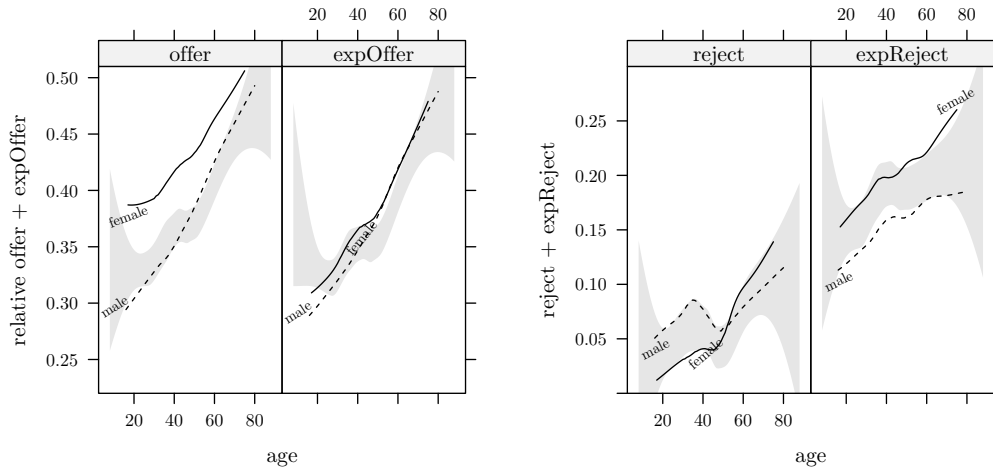 20 40 60 80
offer expOffer
0.50
0.45
0.40
0.35
0.30
0.25
relative offer + expOffer
female
male
female
male
20 40 60 80
age
20 40 60 80
reject expReject
0.25
0.20
0.15
0.10
0.05
reject + expReject
male
female
female
male
20 40 60 80
age